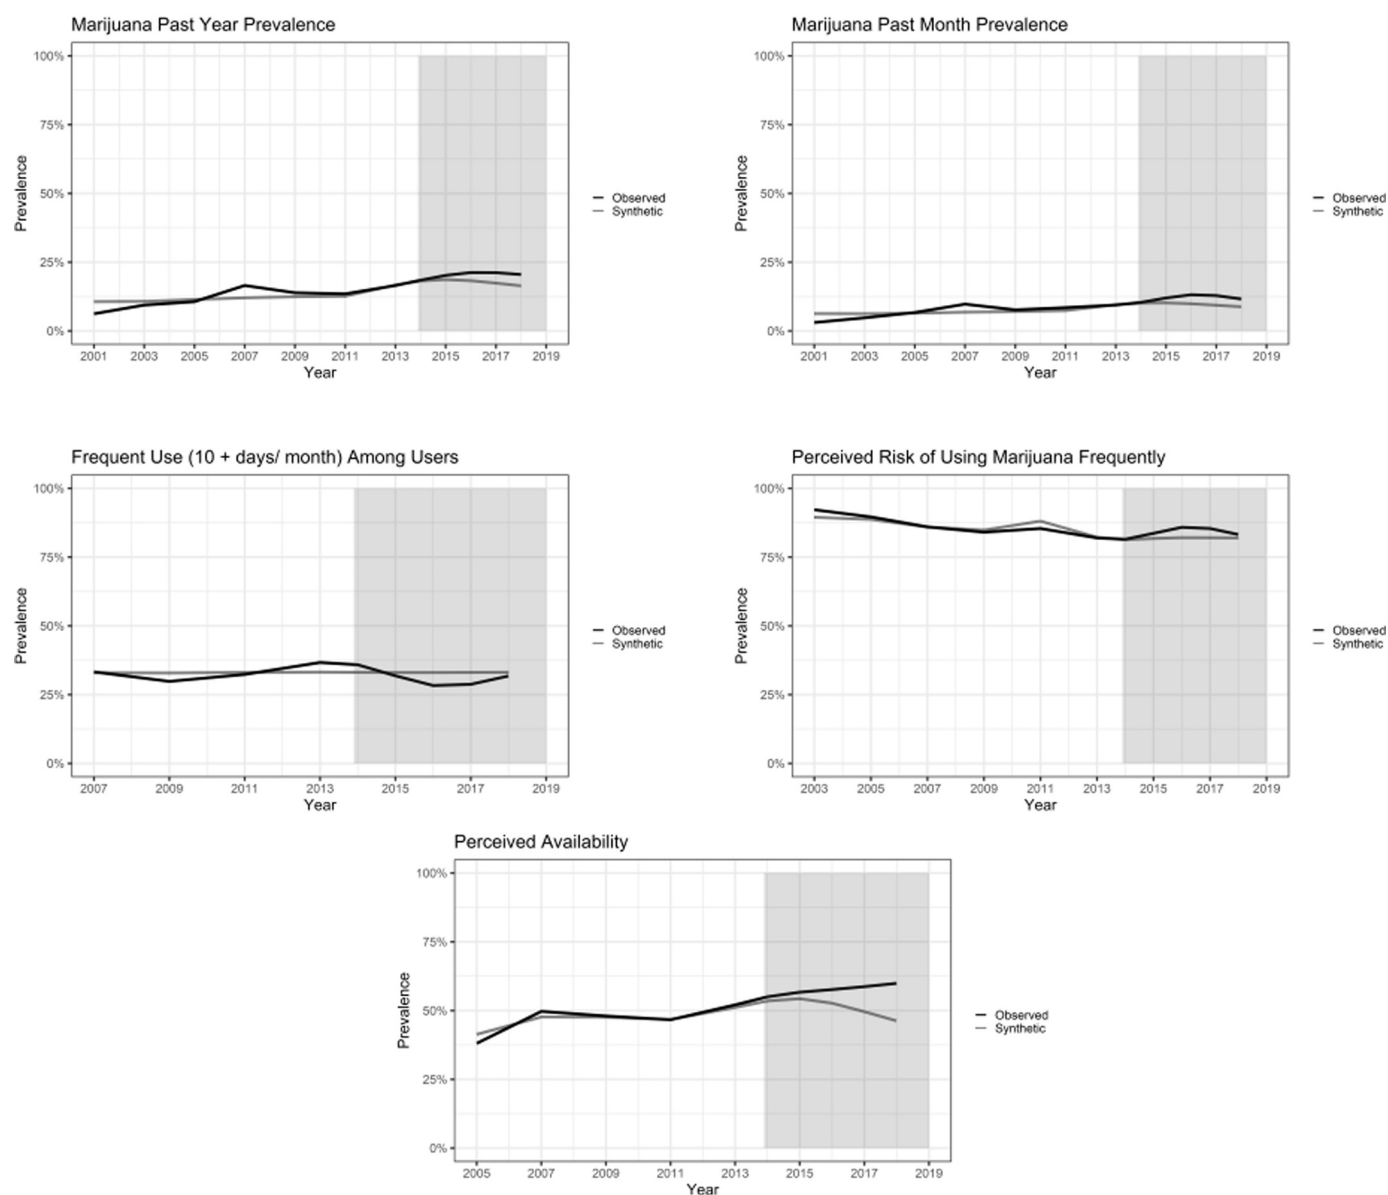 Marijuana Past Year Prevalence
100%
75%
50%
25%
0%
Prevalence
2001 2003 2005 2007 2009 2011 2013 2015 2017 2019
Year
Observed
Synthetic
Marijuana Past Month Prevalence
100%
75%
50%
25%
0%
Prevalence
2001 2003 2005 2007 2009 2011 2013 2015 2017 2019
Year
Observed
Synthetic
Frequent Use (10 + days/ month) Among Users
100%
75%
50%
25%
0%
Prevalence
2007 2009 2011 2013 2015 2017 2019
Year
Observed
Synthetic
Perceived Risk of Using Marijuana Frequently
100%
75%
50%
25%
0%
Prevalence
2003 2005 2007 2009 2011 2013 2015 2017 2019
Year
Observed
Synthetic
Perceived Availability
100%
75%
50%
25%
0%
Prevalence
2005 2007 2009 2011 2013 2015 2017 2019
Year
Observed
Synthetic